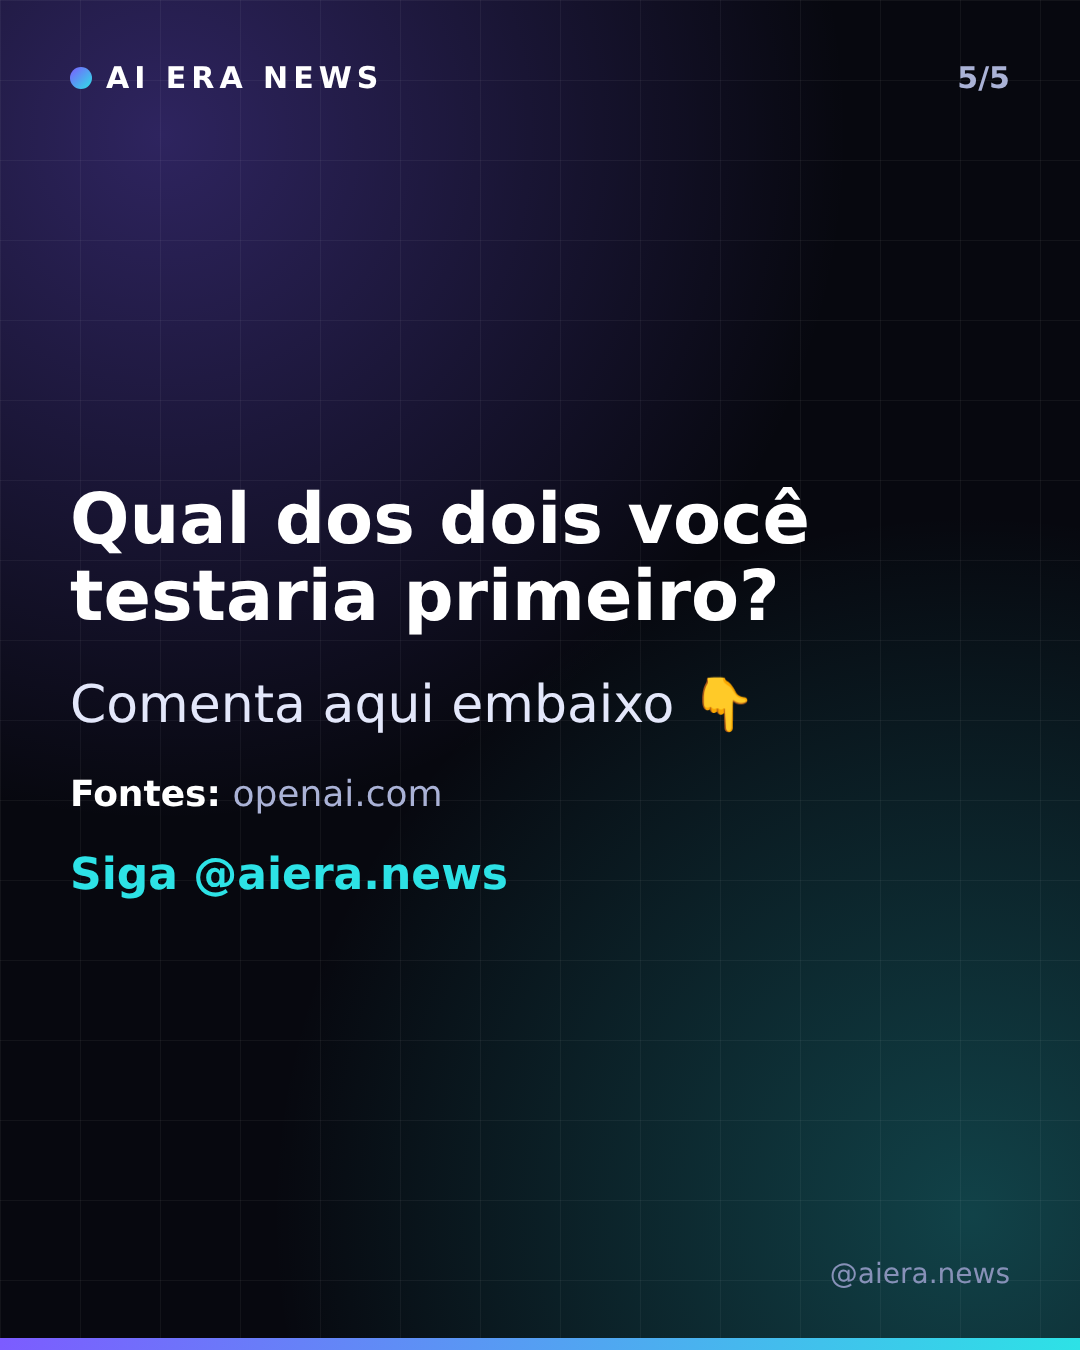 AI ERA NEWS
5/5
Qual dos dois você
testaria primeiro?
Comenta aqui embaixo 👇
Fontes: openai.com
Siga @aiera.news
@aiera.news